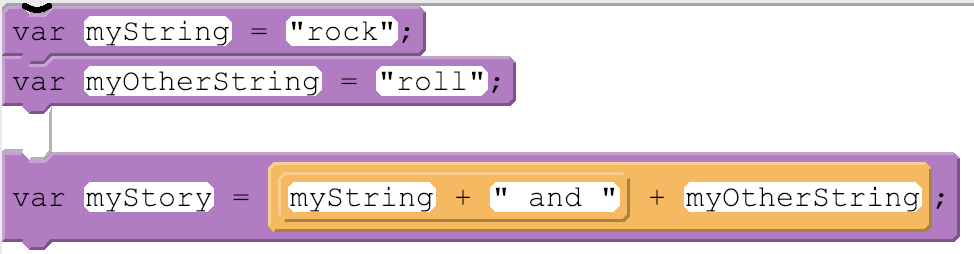 var myString = "rock";
var myOtherString = "roll";
var myStory = myString + " and " + myOtherString;